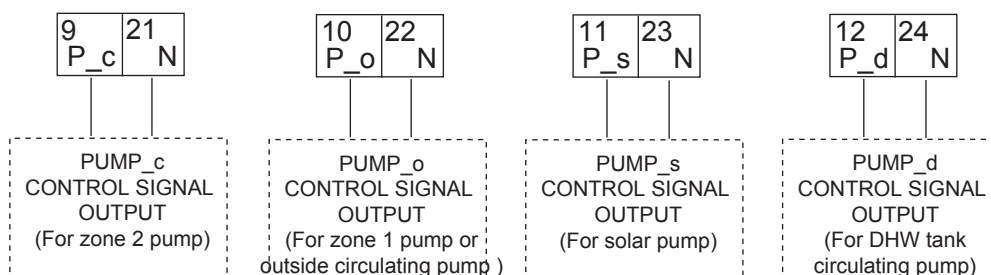 9 21
P_c N
PUMP_c
CONTROL SIGNAL
OUTPUT
(For zone 2 pump)
10 22
P_o N
PUMP_o
CONTROL SIGNAL
OUTPUT
(For zone 1 pump or
outside circulating pump )
11 23
P_s N
PUMP_s
CONTROL SIGNAL
OUTPUT
(For solar pump)
12 24
P_d N
PUMP_d
CONTROL SIGNAL
OUTPUT
(For DHW tank
circulating pump)